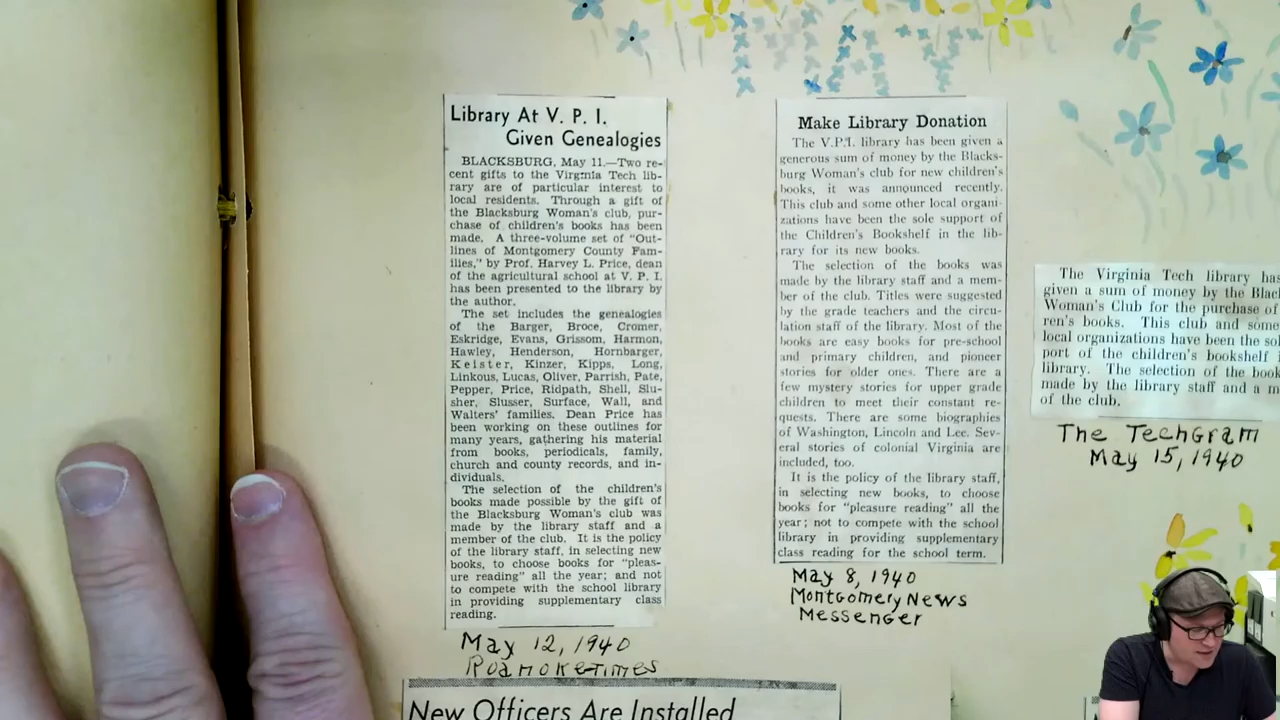 Library At V. P. I.
Given Genealogies
BLACKSBURG, May 11.—Two re-
cent gifts to the Virginia Tech lib-
rary are of particular interest to
local residents. Through a gift of
the Blacksburg Woman's club, pur-
chase of children's books has been
made. A three-volume set of "Out-
lines of Montgomery County Fam-
ilies," by Prof. Harvey L. Price, dean
of the agricultural school at V. P. I.
has been presented to the library by
the author.
The set includes the genealogies
of the Barger, Broce, Cromer,
Eskridge, Evans, Grissom, Harmon,
Hawley, Henderson, Hornbarger,
Keister, Kinzer, Kipps, Long,
Linkous, Lucas, Oliver, Parrish, Pate,
Pepper, Price, Ridpath, Shell, Slu-
sher, Slusser, Surface, Wall, and
Walters' families. Dean Price has
been working on these outlines for
many years, gathering his material
from books, periodicals, family,
church and county records, and in-
dividuals.
The selection of the children's
books made possible by the gift of
the Blacksburg Woman's club was
made by the library staff and a
member of the club. It is the policy
of the library staff, in selecting new
books, to choose books for "pleas-
ure reading" all the year; and not
to compete with the school library
in providing supplementary class
reading.
May 12, 1940
Roanoke-Times
New Officers Are Installed
Make Library Donation
The V.P.I. library has been given a
generous sum of money by the Blacks-
burg Woman's club for new children's
books, it was announced recently.
This club and some other local organi-
zations have been the sole support of
the Children's Bookshelf in the lib-
rary for its new books.
The selection of the books was
made by the library staff and a mem-
ber of the club. Titles were suggested
by the grade teachers and the circu-
lation staff of the library. Most of the
books are easy books for pre-school
and primary children, and pioneer
stories for older ones. There are a
few mystery stories for upper grade
children to meet their constant re-
quests. There are some biographies
of Washington, Lincoln and Lee. Sev-
eral stories of colonial Virginia are
included, too.
It is the policy of the library staff,
in selecting new books, to choose
books for "pleasure reading" all the
year; not to compete with the school
library in providing supplementary
class reading for the school term.
May 8, 1940
Montgomery News
Messenger
The Virginia Tech library has
given a sum of money by the Blac
Woman's Club for the purchase of
ren's books. This club and some
local organizations have been the sol
port of the children's bookshelf i
library. The selection of the book
made by the library staff and a m
of the club.
The TechGram
May 15, 1940